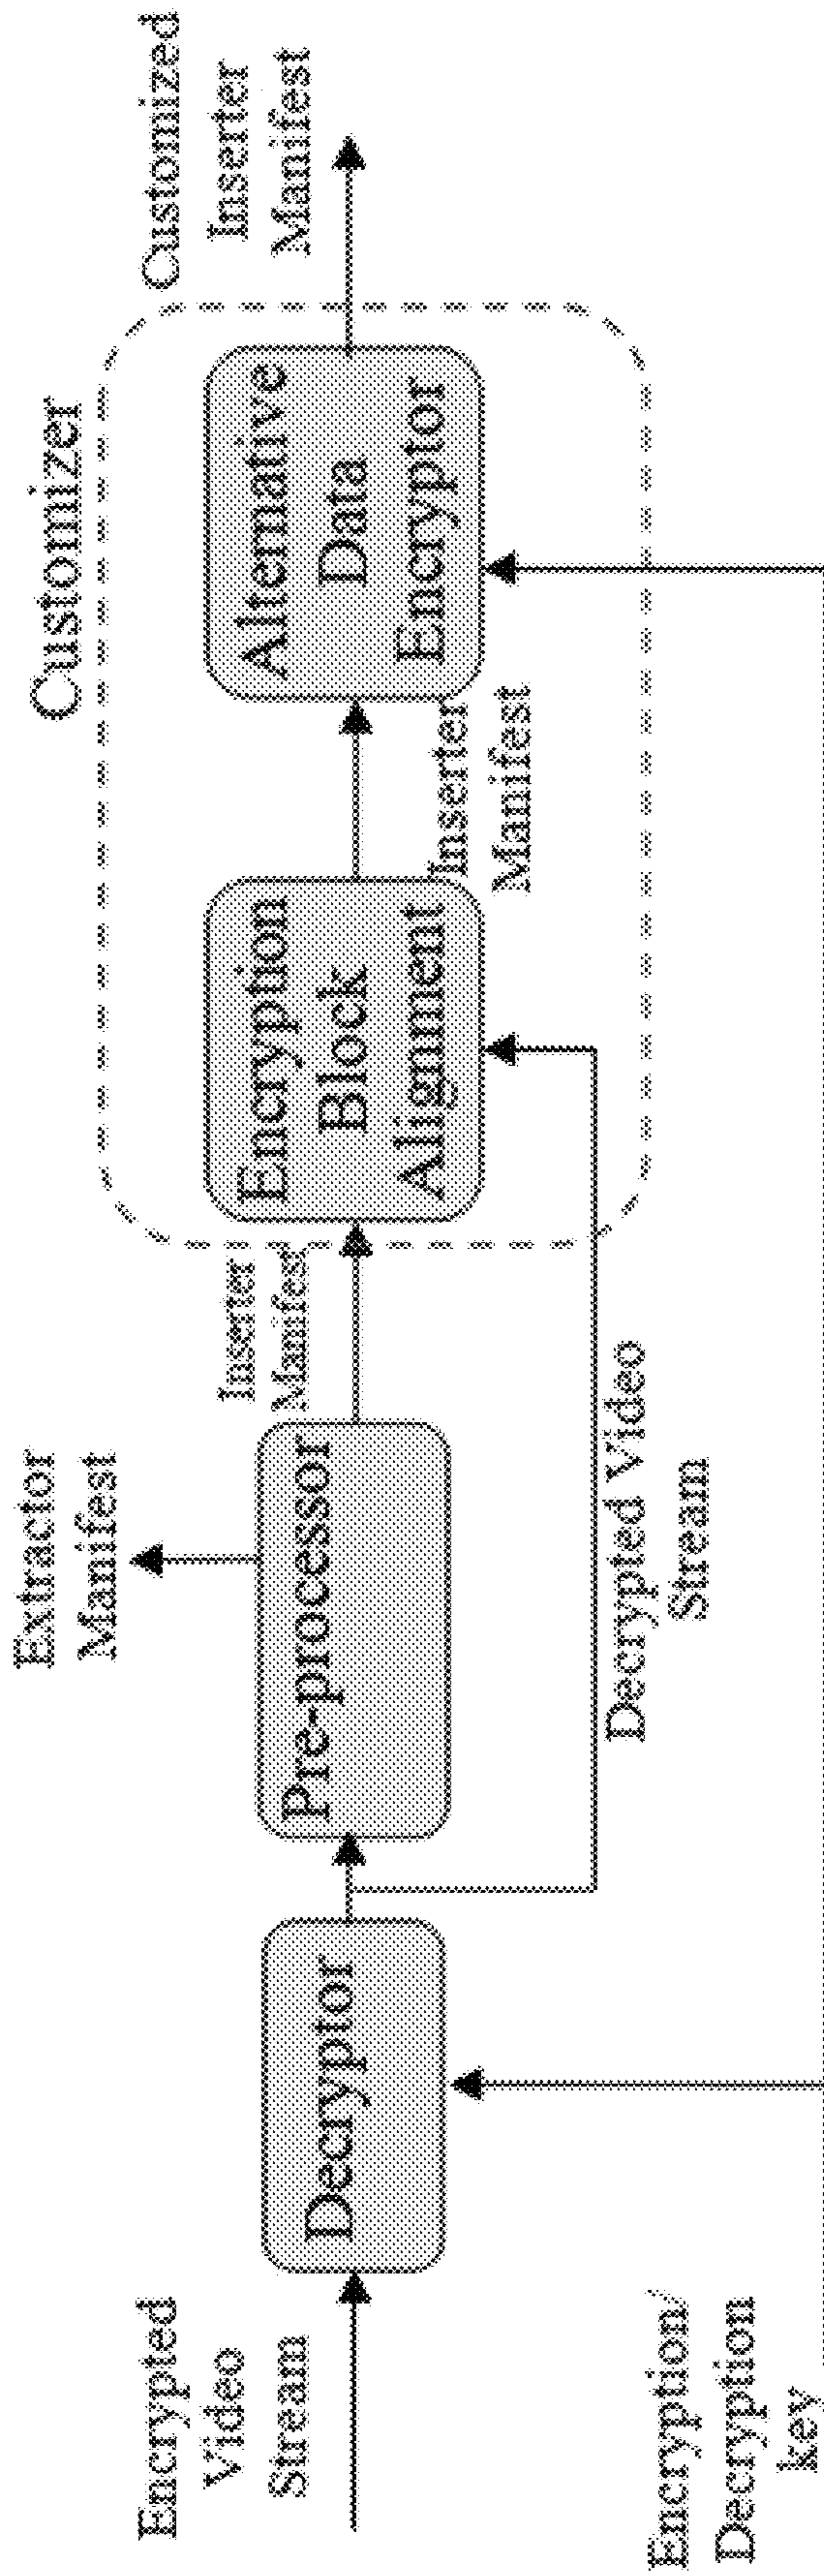 Encrypted
Video
Stream
Encryption/
Decryption
key
Decryptor
Decrypted Video
Stream
Pre-processor
Extractor
Manifest
Inserter
Manifest
Customizer
Encryption
Block
Alignment
Inserter
Manifest
Alternative
Data
Encryptor
Customized
Inserter
Manifest